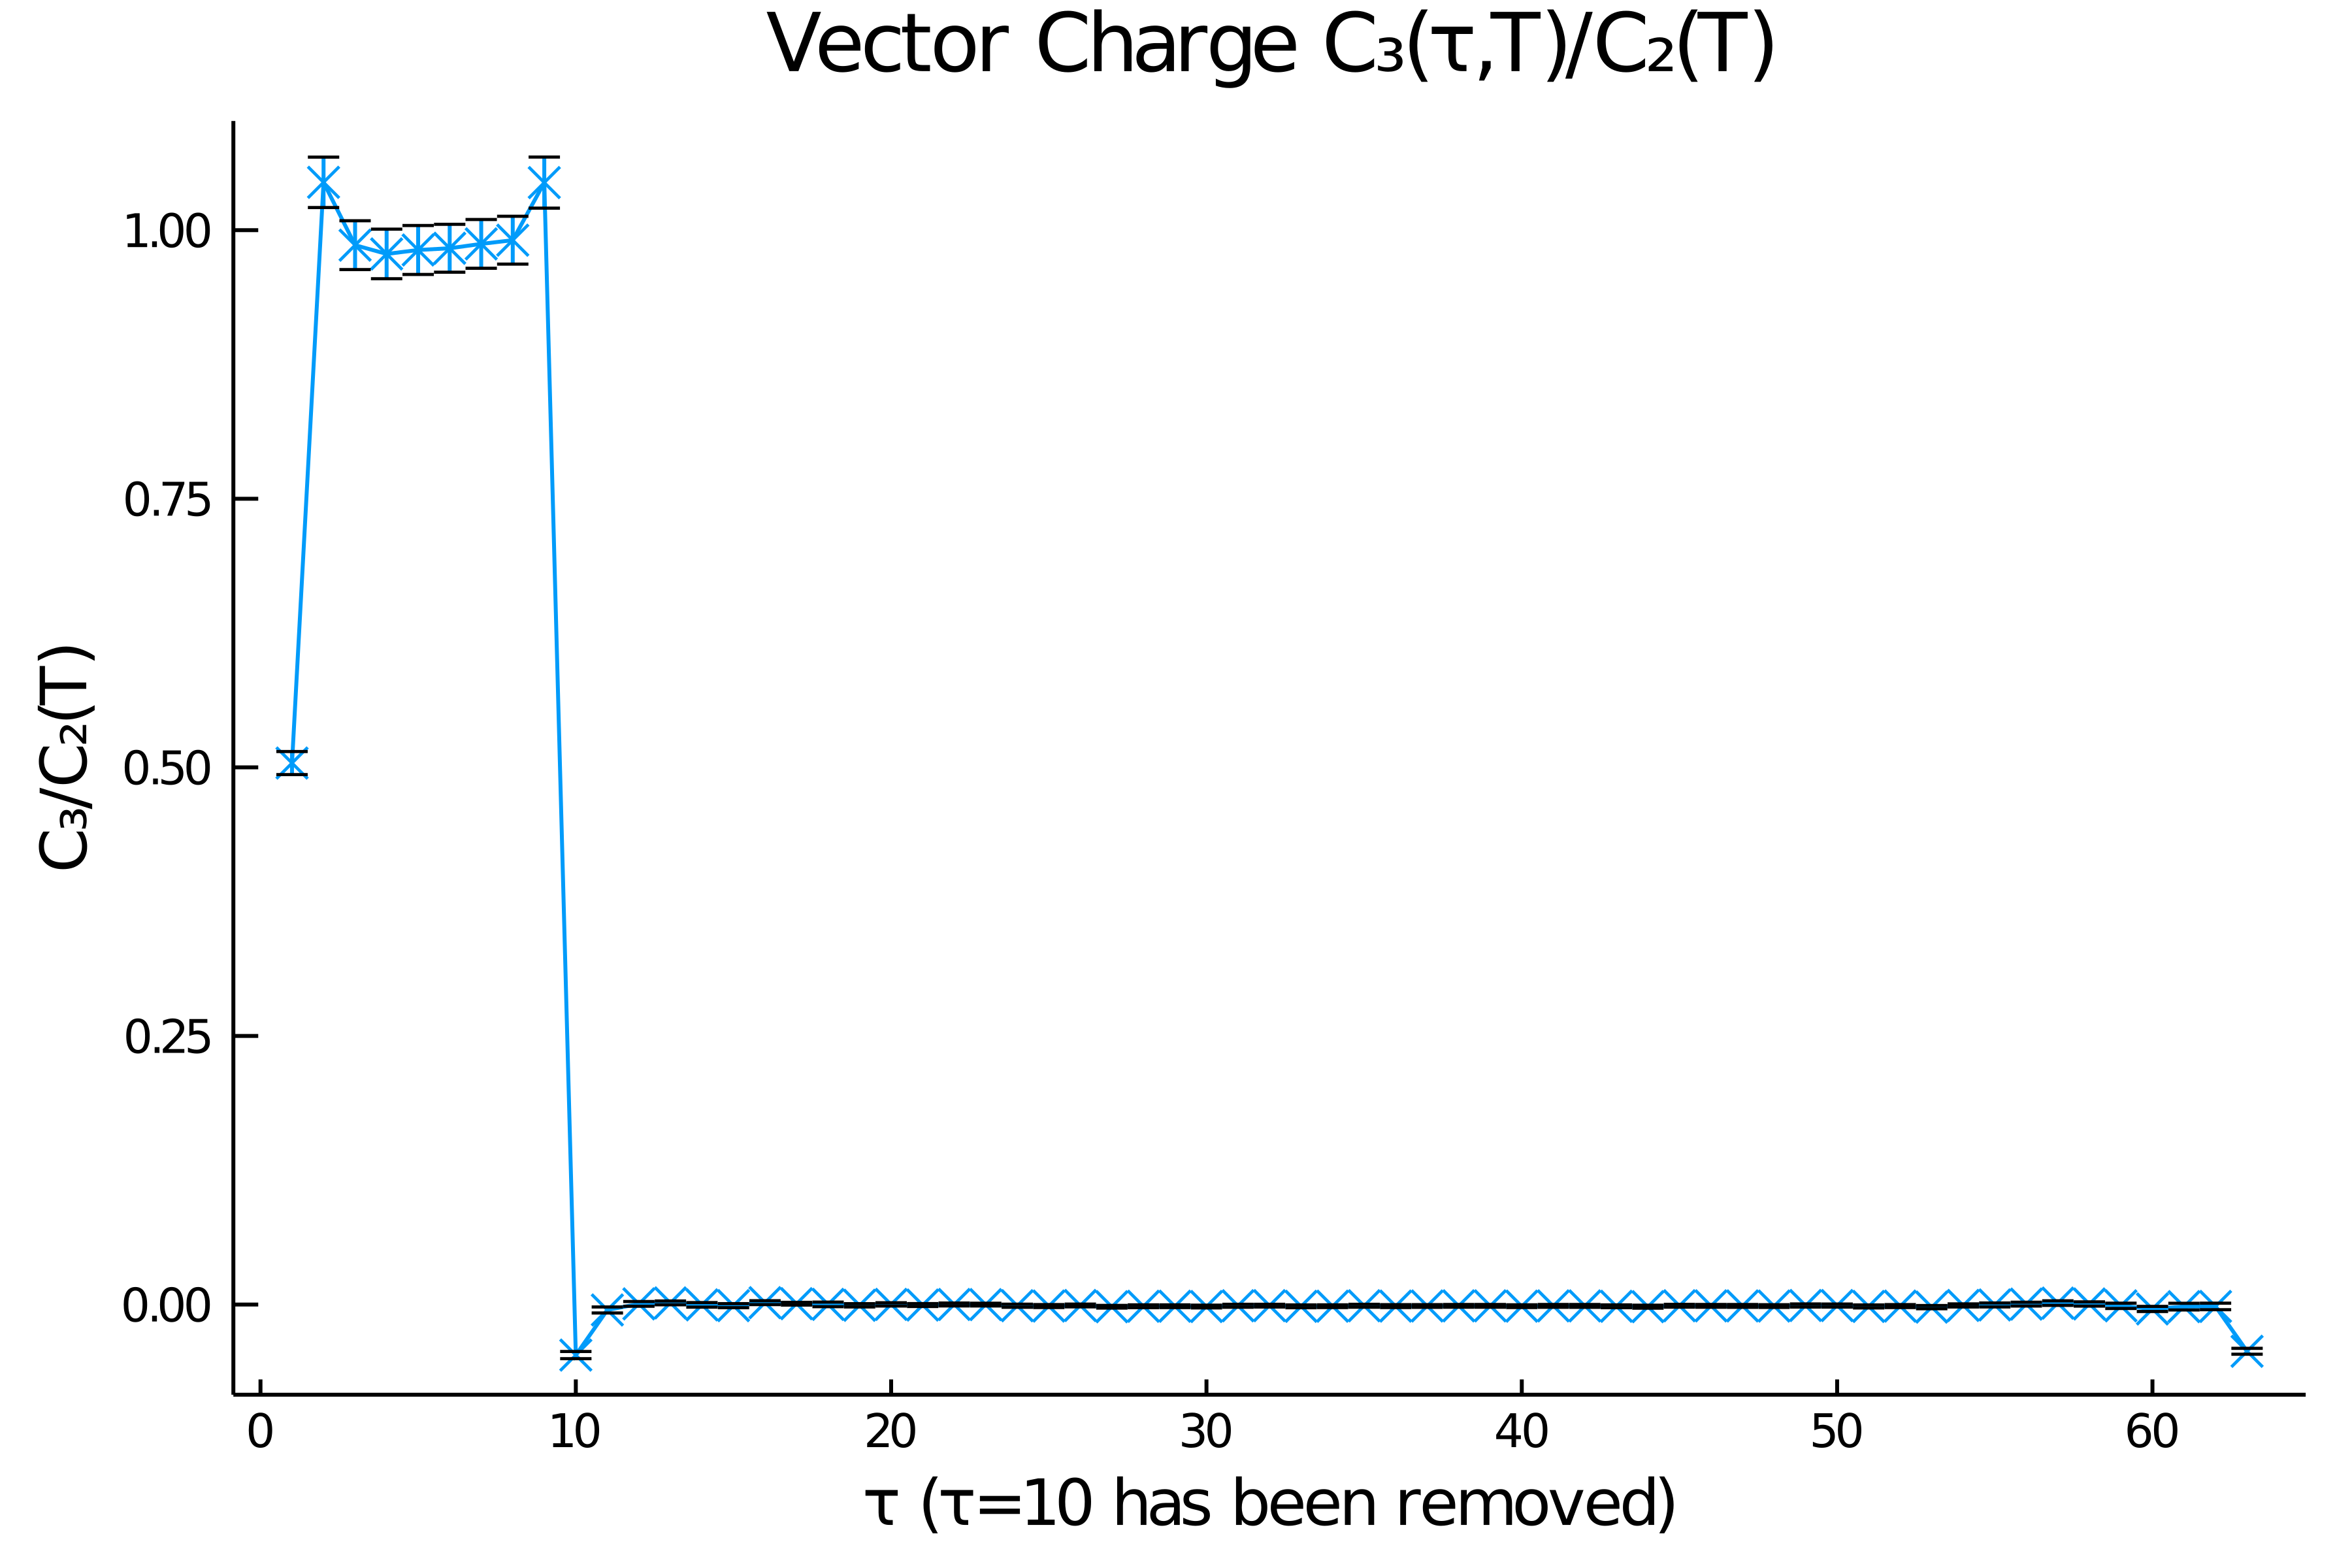 Vector Charge C₃(τ,T)/C₂(T)
C₃/C₂(T)
1.00
0.75
0.50
0.25
0.00
0 10 20 30 40 50 60
τ (τ=10 has been removed)